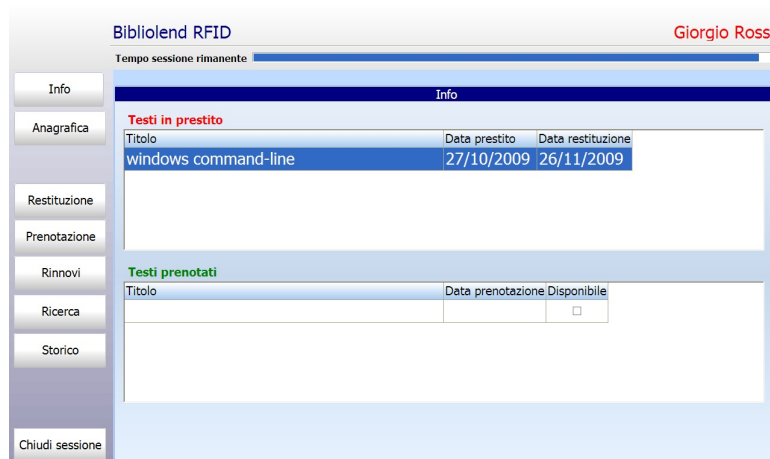 Bibliolend RFID
Giorgio Ross
Tempo sessione rimanente
Info
Info
Anagrafica
Restituzione
Prenotazione
Rinnovi
Ricerca
Storico
Chiudi sessione
Testi in prestito
Titolo Data prestito Data restituzione
windows command-line 27/10/2009 26/11/2009
Testi prenotati
Titolo Data prenotazione Disponibile